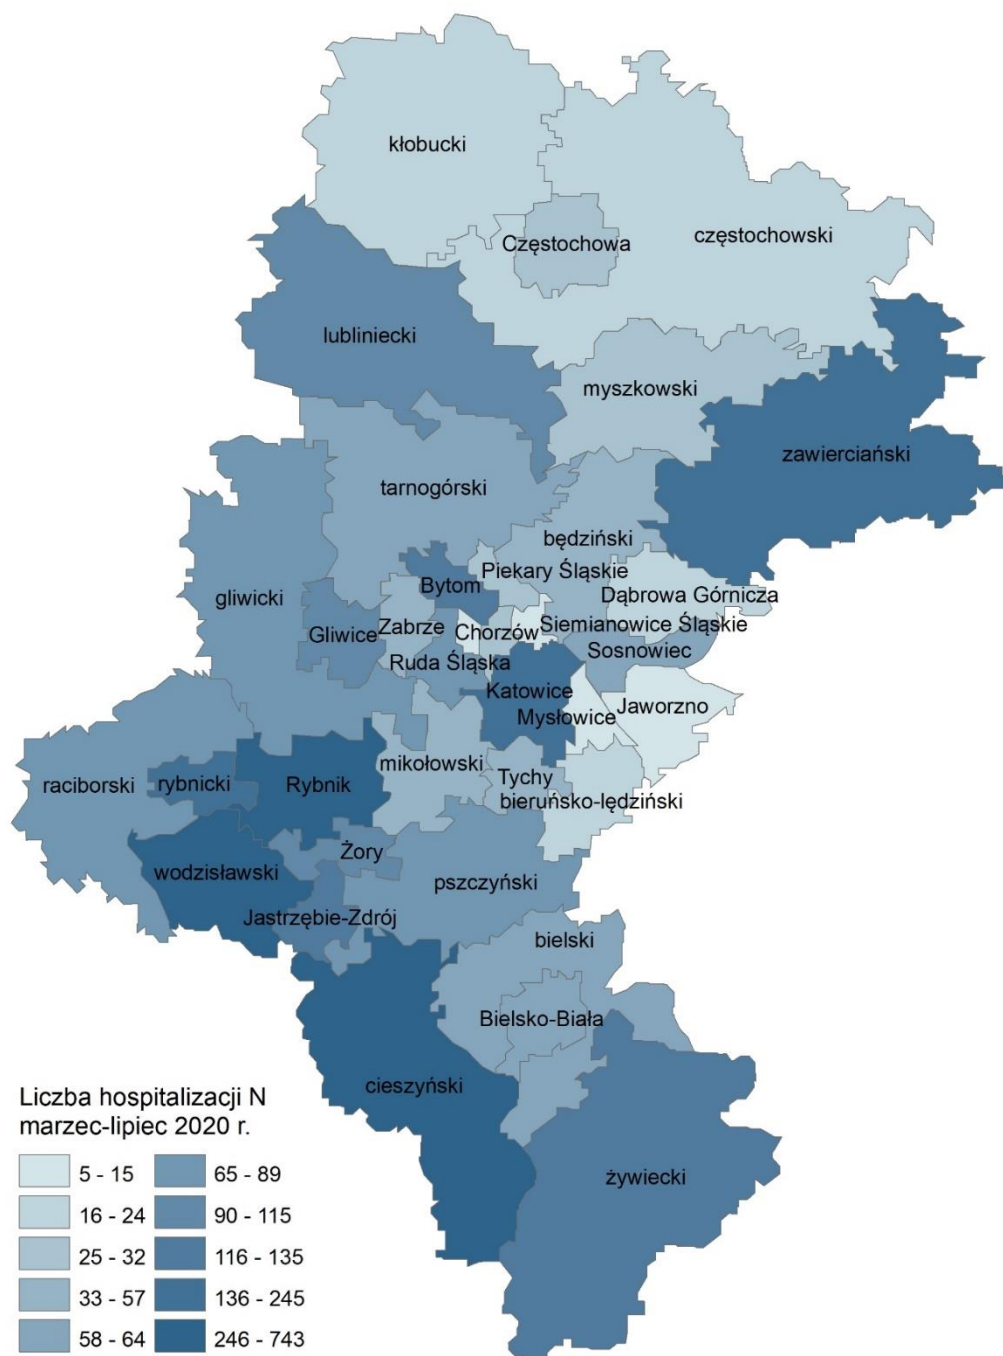 kłobucki
Częstochowa
częstochowski
lubliniecki
myszkowski
zawierciański
tarnogórski
będziński
Piekary Śląskie
Bytom
Dąbrowa Górnicza
gliwicki
Gliwice
Zabrze
Chorzów
Siemianowice Śląskie
Ruda Śląska
Sosnowiec
Katowice
Mysłowice
Jaworzno
raciborski
rybnicki
Rybnik
mikołowski
Tychy
bieruńsko-lędziński
Żory
wodzisławski
pszczyński
Jastrzębie-Zdrój
bielski
Bielsko-Biała
cieszyński
żywiecki
Liczba hospitalizacji N
marzec-lipiec 2020 r.
5 - 15
16 - 24
25 - 32
33 - 57
58 - 64
65 - 89
90 - 115
116 - 135
136 - 245
246 - 743